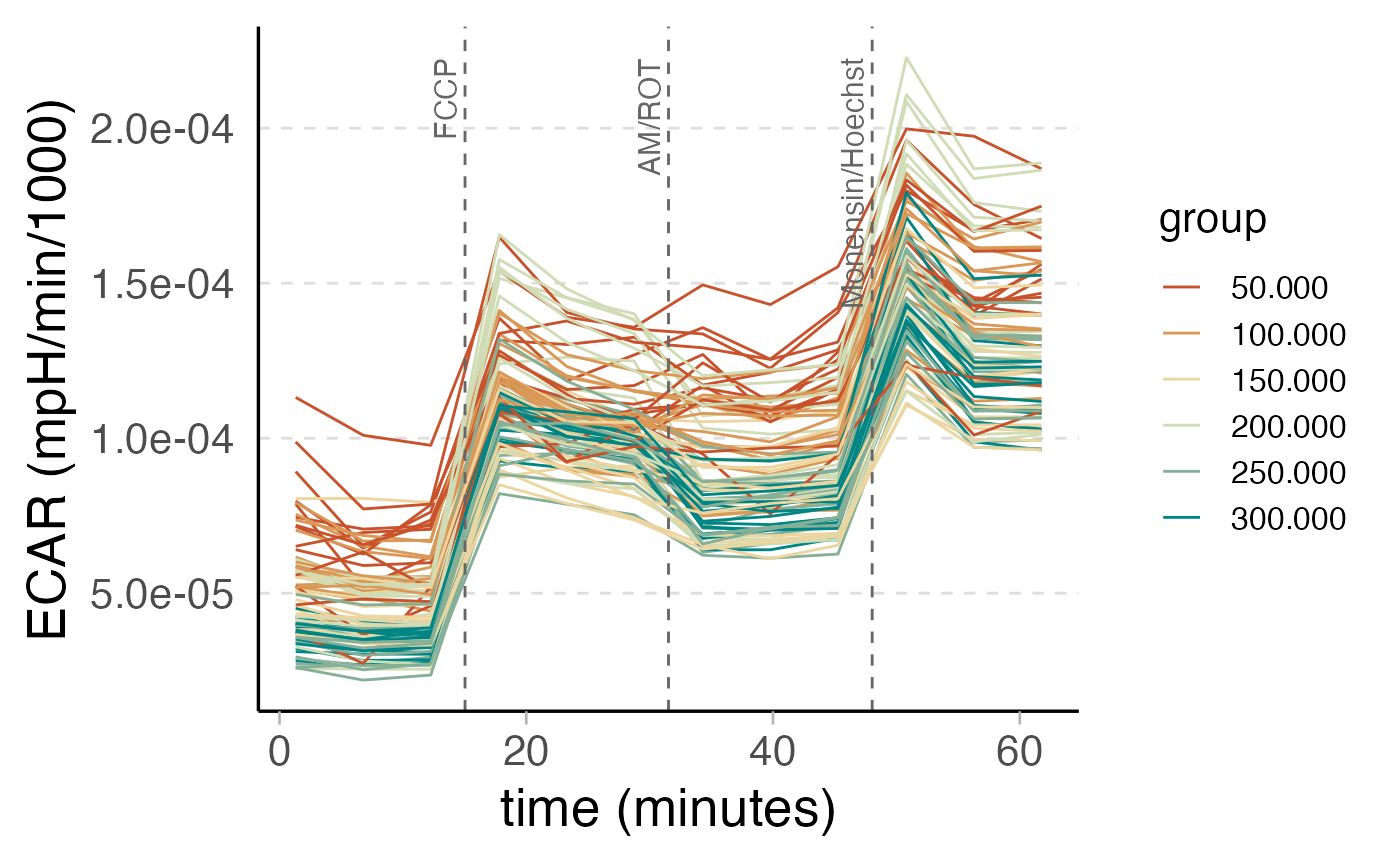 ECAR (mpH/min/1000)
2.0e-04
1.5e-04
1.0e-04
5.0e-05
FCCP
AM/ROT
Monensin/Hoechst
0
20
40
60
time (minutes)
group
50.000
100.000
150.000
200.000
250.000
300.000